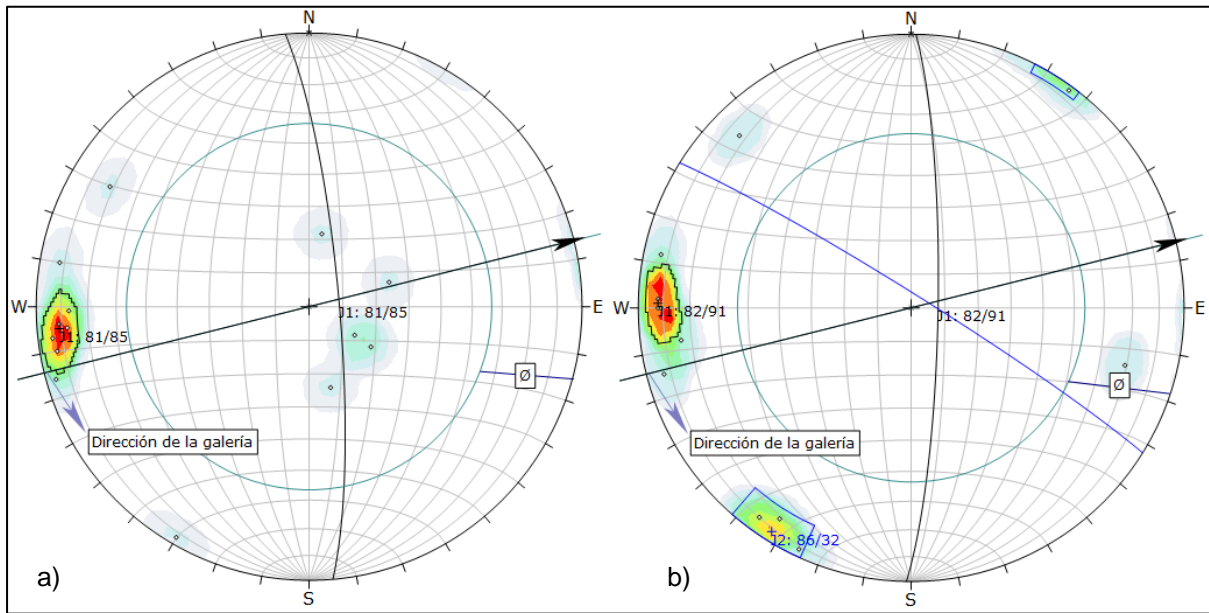 N
W
E
S
J1: 81/85
J1: 81/85
Ø
Dirección de la galería
a)
N
W
E
S
J1: 82/91
J1: 82/91
Ø
Dirección de la galería
J2: 86/32
b)